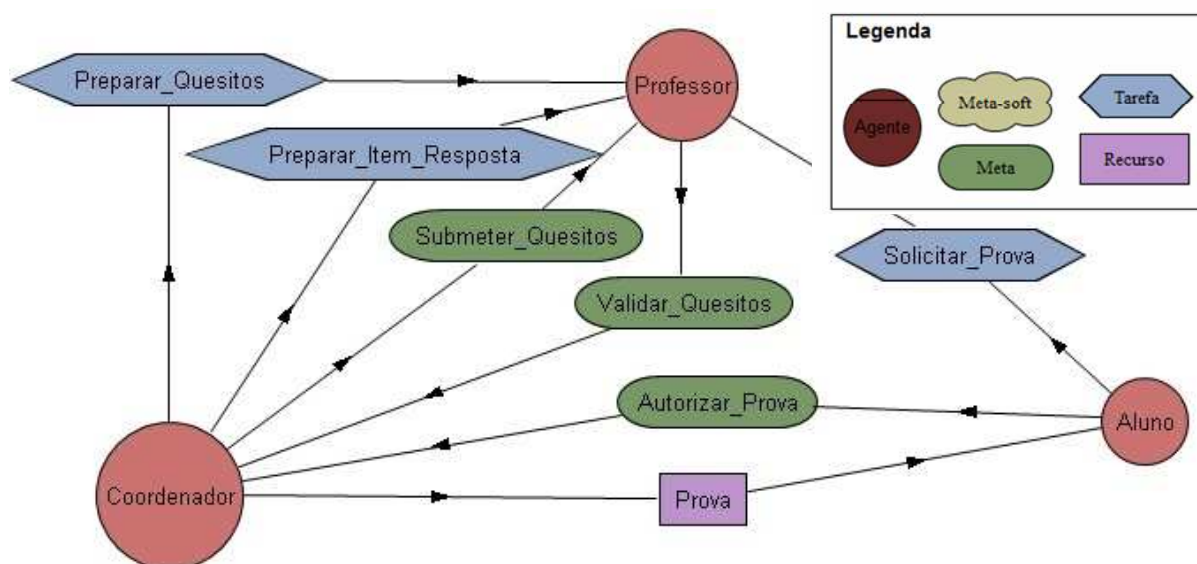 Legenda
Agente
Meta-soft
Tarefa
Meta
Recurso
Preparar_Quesitos
Professor
Preparar_Item_Resposta
Submeter_Quesitos
Solicitar_Prova
Validar_Quesitos
Autorizar_Prova
Aluno
Coordenador
Prova